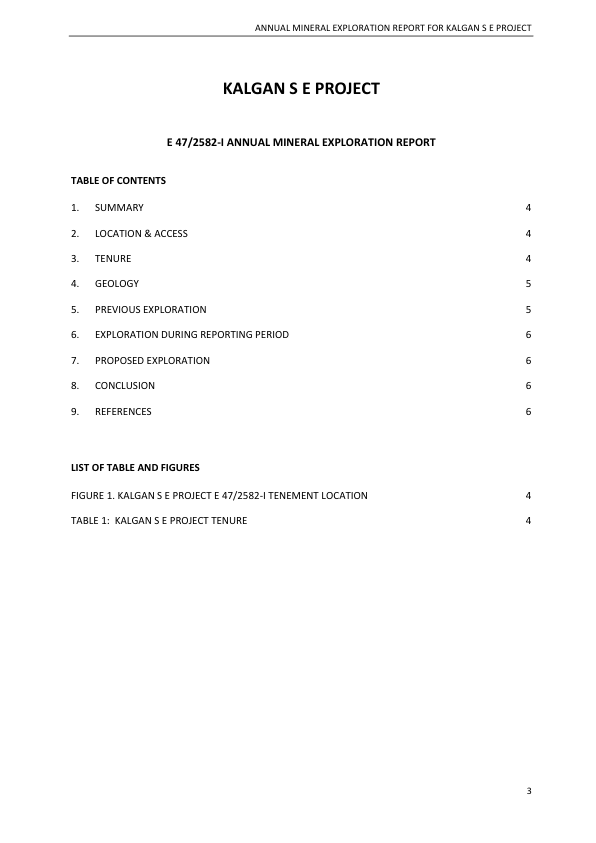 ANNUAL MINERAL EXPLORATION REPORT FOR KALGAN S E PROJECT
KALGAN S E PROJECT
E 47/2582-I ANNUAL MINERAL EXPLORATION REPORT
TABLE OF CONTENTS
1. SUMMARY 4
2. LOCATION & ACCESS 4
3. TENURE 4
4. GEOLOGY 5
5. PREVIOUS EXPLORATION 5
6. EXPLORATION DURING REPORTING PERIOD 6
7. PROPOSED EXPLORATION 6
8. CONCLUSION 6
9. REFERENCES 6
LIST OF TABLE AND FIGURES
FIGURE 1. KALGAN S E PROJECT E 47/2582-I TENEMENT LOCATION 4
TABLE 1: KALGAN S E PROJECT TENURE 4
3